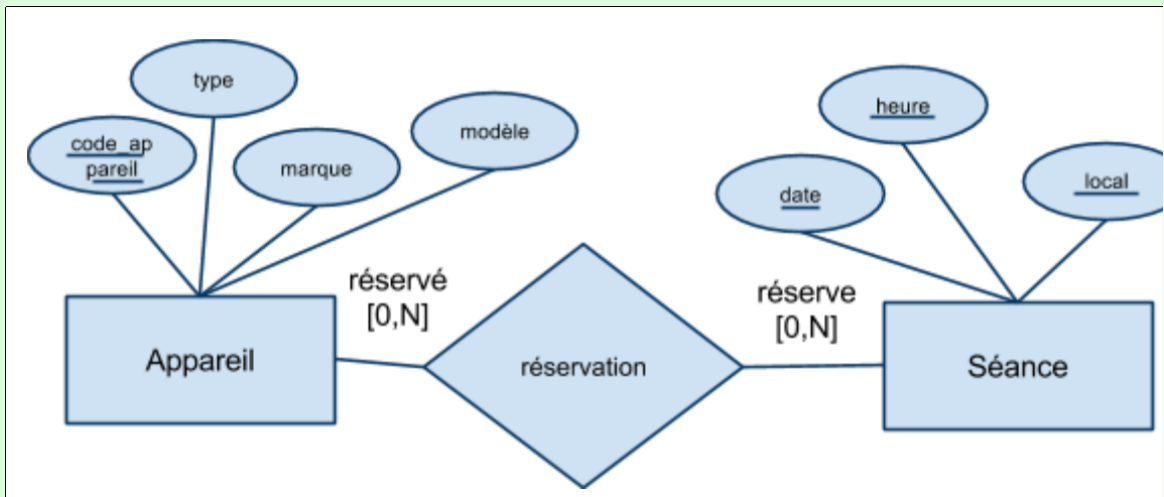 type
code_ap
pareil
marque
modèle
heure
date
local
réservé
[0,N]
réserve
[0,N]
Appareil
réservation
Séance